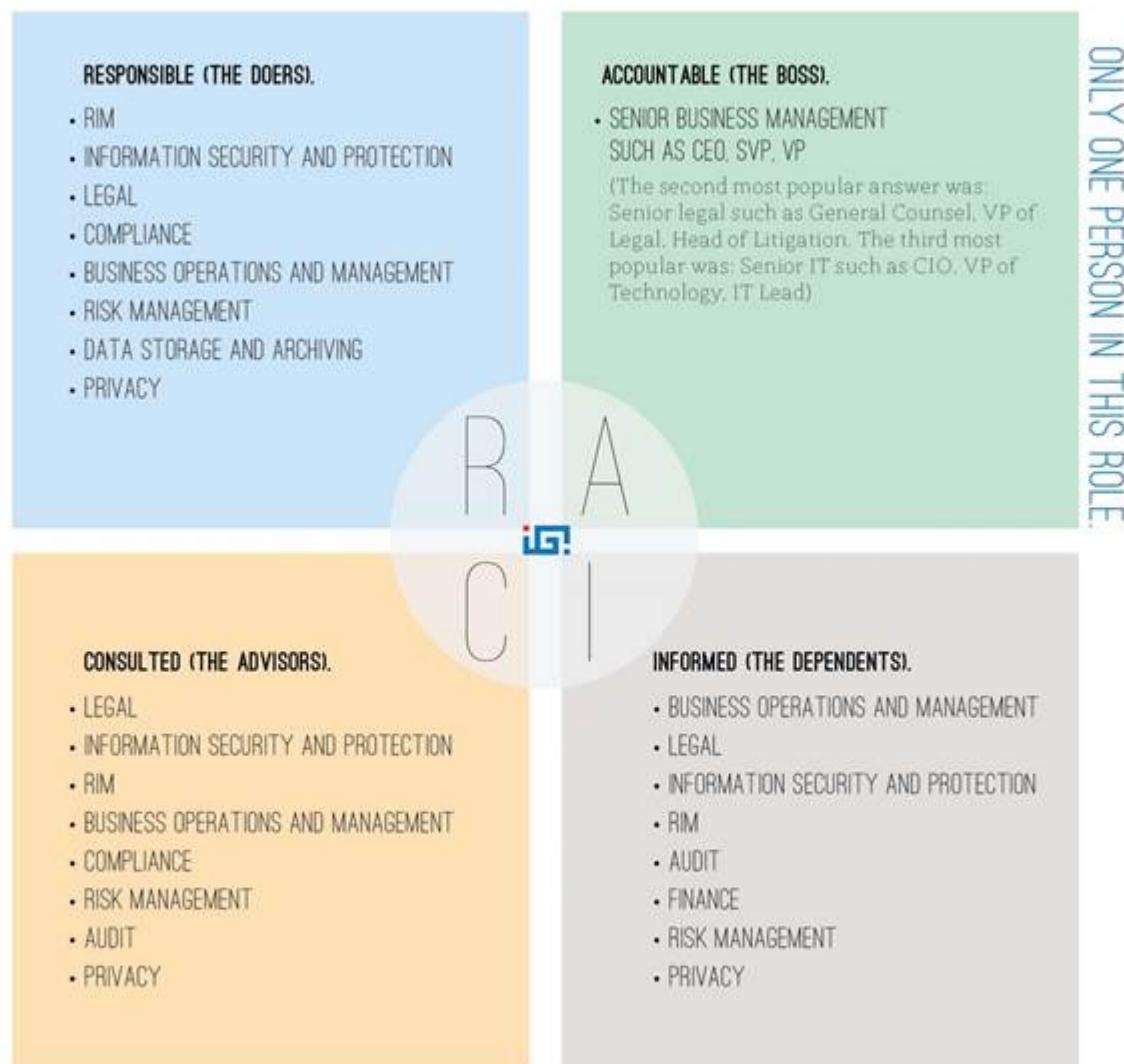 RESPONSIBLE (THE DOERS).
• RIM
• INFORMATION SECURITY AND PROTECTION
• LEGAL
• COMPLIANCE
• BUSINESS OPERATIONS AND MANAGEMENT
• RISK MANAGEMENT
• DATA STORAGE AND ARCHIVING
• PRIVACY
ACCOUNTABLE (THE BOSS).
• SENIOR BUSINESS MANAGEMENT
SUCH AS CEO, SVP, VP
(The second most popular answer was:
Senior legal such as General Counsel, VP of
Legal, Head of Litigation. The third most
popular was: Senior IT such as CIO, VP of
Technology, IT Lead)
ONLY ONE PERSON IN THIS ROLE.
R A
iG!
C I
CONSULTED (THE ADVISORS).
• LEGAL
• INFORMATION SECURITY AND PROTECTION
• RIM
• BUSINESS OPERATIONS AND MANAGEMENT
• COMPLIANCE
• RISK MANAGEMENT
• AUDIT
• PRIVACY
INFORMED (THE DEPENDENTS).
• BUSINESS OPERATIONS AND MANAGEMENT
• LEGAL
• INFORMATION SECURITY AND PROTECTION
• RIM
• AUDIT
• FINANCE
• RISK MANAGEMENT
• PRIVACY